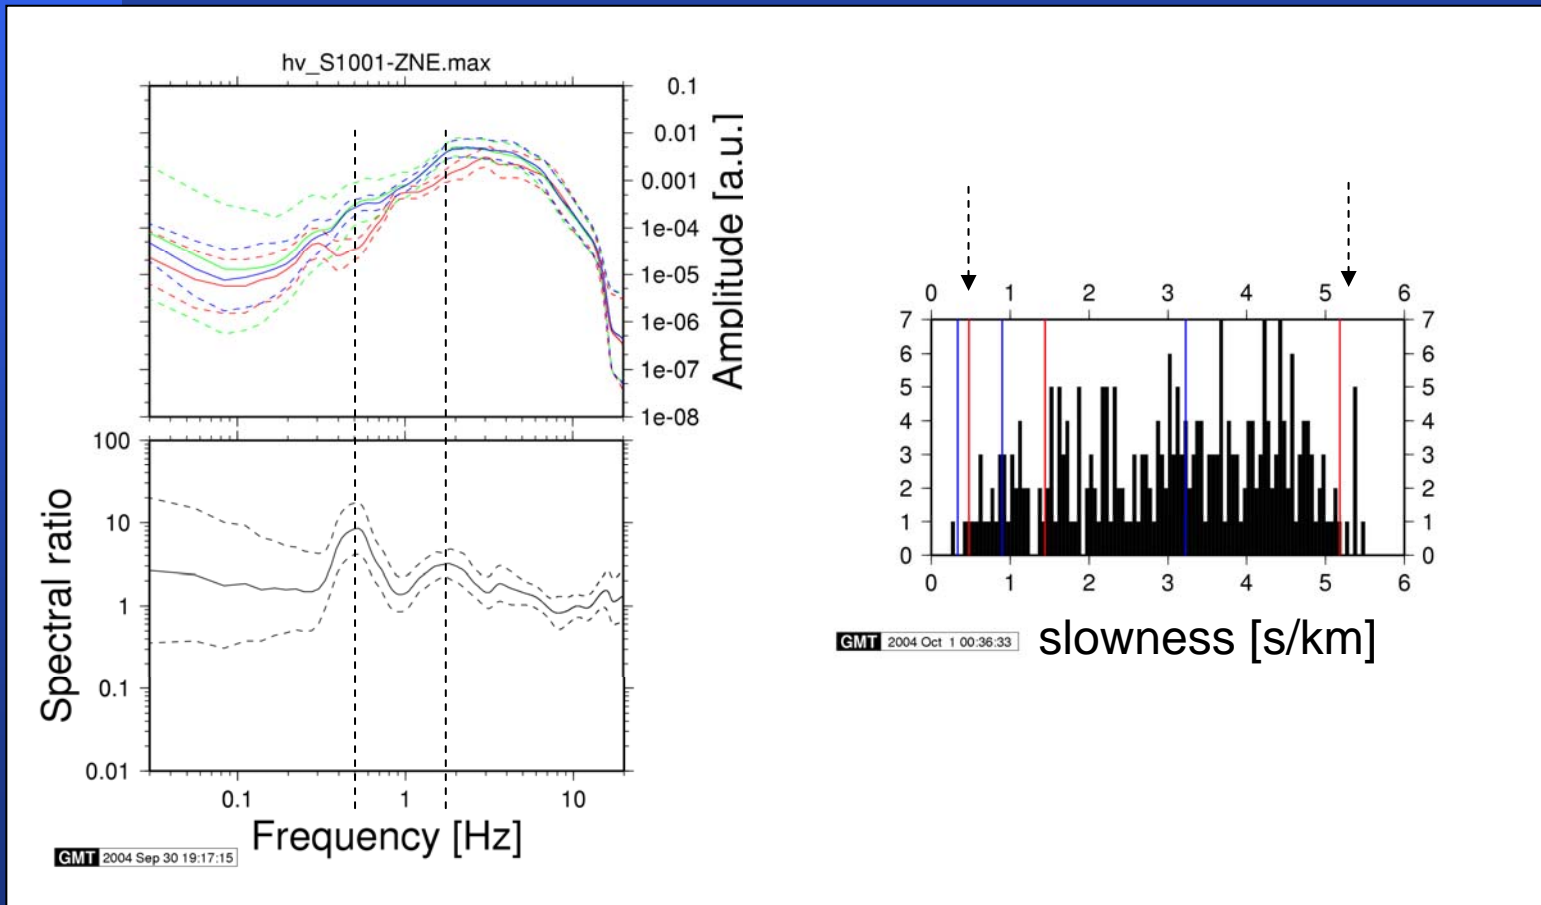 hv_S1001-ZNE.max
0.1
0.01
0.001
1e-04
1e-05
1e-06
1e-07
1e-08
Amplitude [a.u.]
100
10
1
0.1
0.01
Spectral ratio
0.1 1 10
Frequency [Hz]
GMT 2004 Sep 30 19:17:15
0 1 2 3 4 5 6
7 7
6 6
5 5
4 4
3 3
2 2
1 1
0 0
0 1 2 3 4 5 6
slowness [s/km]
GMT 2004 Oct 1 00:36:33